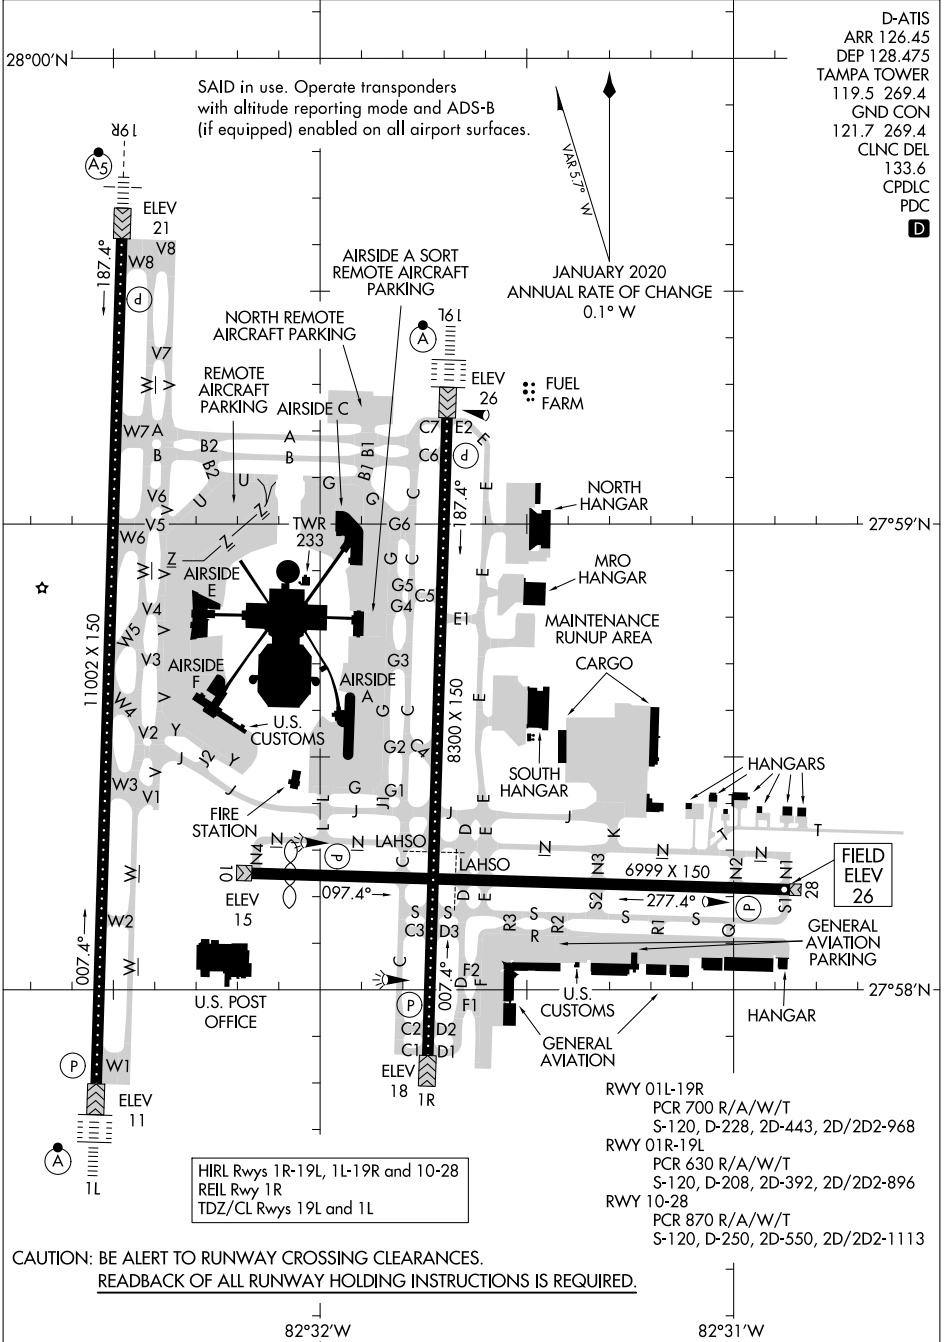 D-ATIS
ARR 126.45
DEP 128.475
TAMPA TOWER
119.5 269.4
GND CON
121.7 269.4
CLNC DEL
133.6
CPDLC
PDC
D
28°00'N
SAID in use. Operate transponders
with altitude reporting mode and ADS-B
(if equipped) enabled on all airport surfaces.
VAR 5.7° W
JANUARY 2020
ANNUAL RATE OF CHANGE
0.1° W
19R
A5
ELEV
21
V8
W8
187.4°
P
AIRSIDE A SORT
REMOTE AIRCRAFT
PARKING
NORTH REMOTE
AIRCRAFT PARKING
REMOTE
AIRCRAFT
PARKING
AIRSIDE C
19L
A
ELEV
26
FUEL
FARM
V7
W
V
W7
A
B
B2
A
B
B2
B1
B1
C7
E2
E
C6
P
U
U
G
G
C
187.4°
E
V6
V
V5
W6
Z
Z
Z
TWR
233
G6
NORTH
HANGAR
27°59'N
W
V
AIRSIDE
E
G
C
E
MRO
HANGAR
G5
G4
C5
E1
V4
W5
V
MAINTENANCE
RUNUP AREA
11002 X 150
V3
AIRSIDE
F
G3
CARGO
AIRSIDE
A
W4
V
G
C
E
8300 X 150
V2
Y
U.S.
CUSTOMS
J
J2
Y
G2
C4
SOUTH
HANGAR
HANGARS
W3
V
V1
J
FIRE
STATION
L
G
J1
G1
E
J
J
L
D
E
J
K
T
T
N4
N
N
P
LAHSO
C
LAHSO
E
N
N3
N
N2
N
N1
10
ELEV
15
097.4°
6999 X 150
D
E
S2
277.4°
P
S1
28
FIELD
ELEV
26
W
W2
007.4°
S
S
C3
D3
R3
S
R
R2
S
R1
S
Q
GENERAL
AVIATION
PARKING
W
U.S. POST
OFFICE
C
007.4°
D
F2
F
F1
P
U.S.
CUSTOMS
HANGAR
27°58'N
C2
D2
C1
D1
GENERAL
AVIATION
P
W1
ELEV
11
ELEV
18
1R
A
1L
RWY 01L-19R
PCR 700 R/A/W/T
S-120, D-228, 2D-443, 2D/2D2-968
RWY 01R-19L
PCR 630 R/A/W/T
S-120, D-208, 2D-392, 2D/2D2-896
RWY 10-28
PCR 870 R/A/W/T
S-120, D-250, 2D-550, 2D/2D2-1113
HIRL Rwys 1R-19L, 1L-19R and 10-28
REIL Rwy 1R
TDZ/CL Rwys 19L and 1L
CAUTION: BE ALERT TO RUNWAY CROSSING CLEARANCES.
READBACK OF ALL RUNWAY HOLDING INSTRUCTIONS IS REQUIRED.
82°32'W
82°31'W